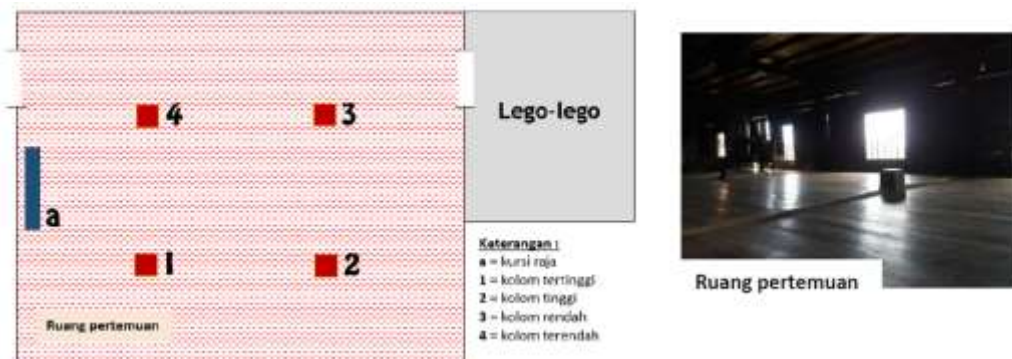 4
3
Lego-lego
a
1
2
Ruang pertemuan
Keterangan :
a = kursi raja
1 = kolom tertinggi
2 = kolom tinggi
3 = kolom rendah
4 = kolom terendah
Ruang pertemuan